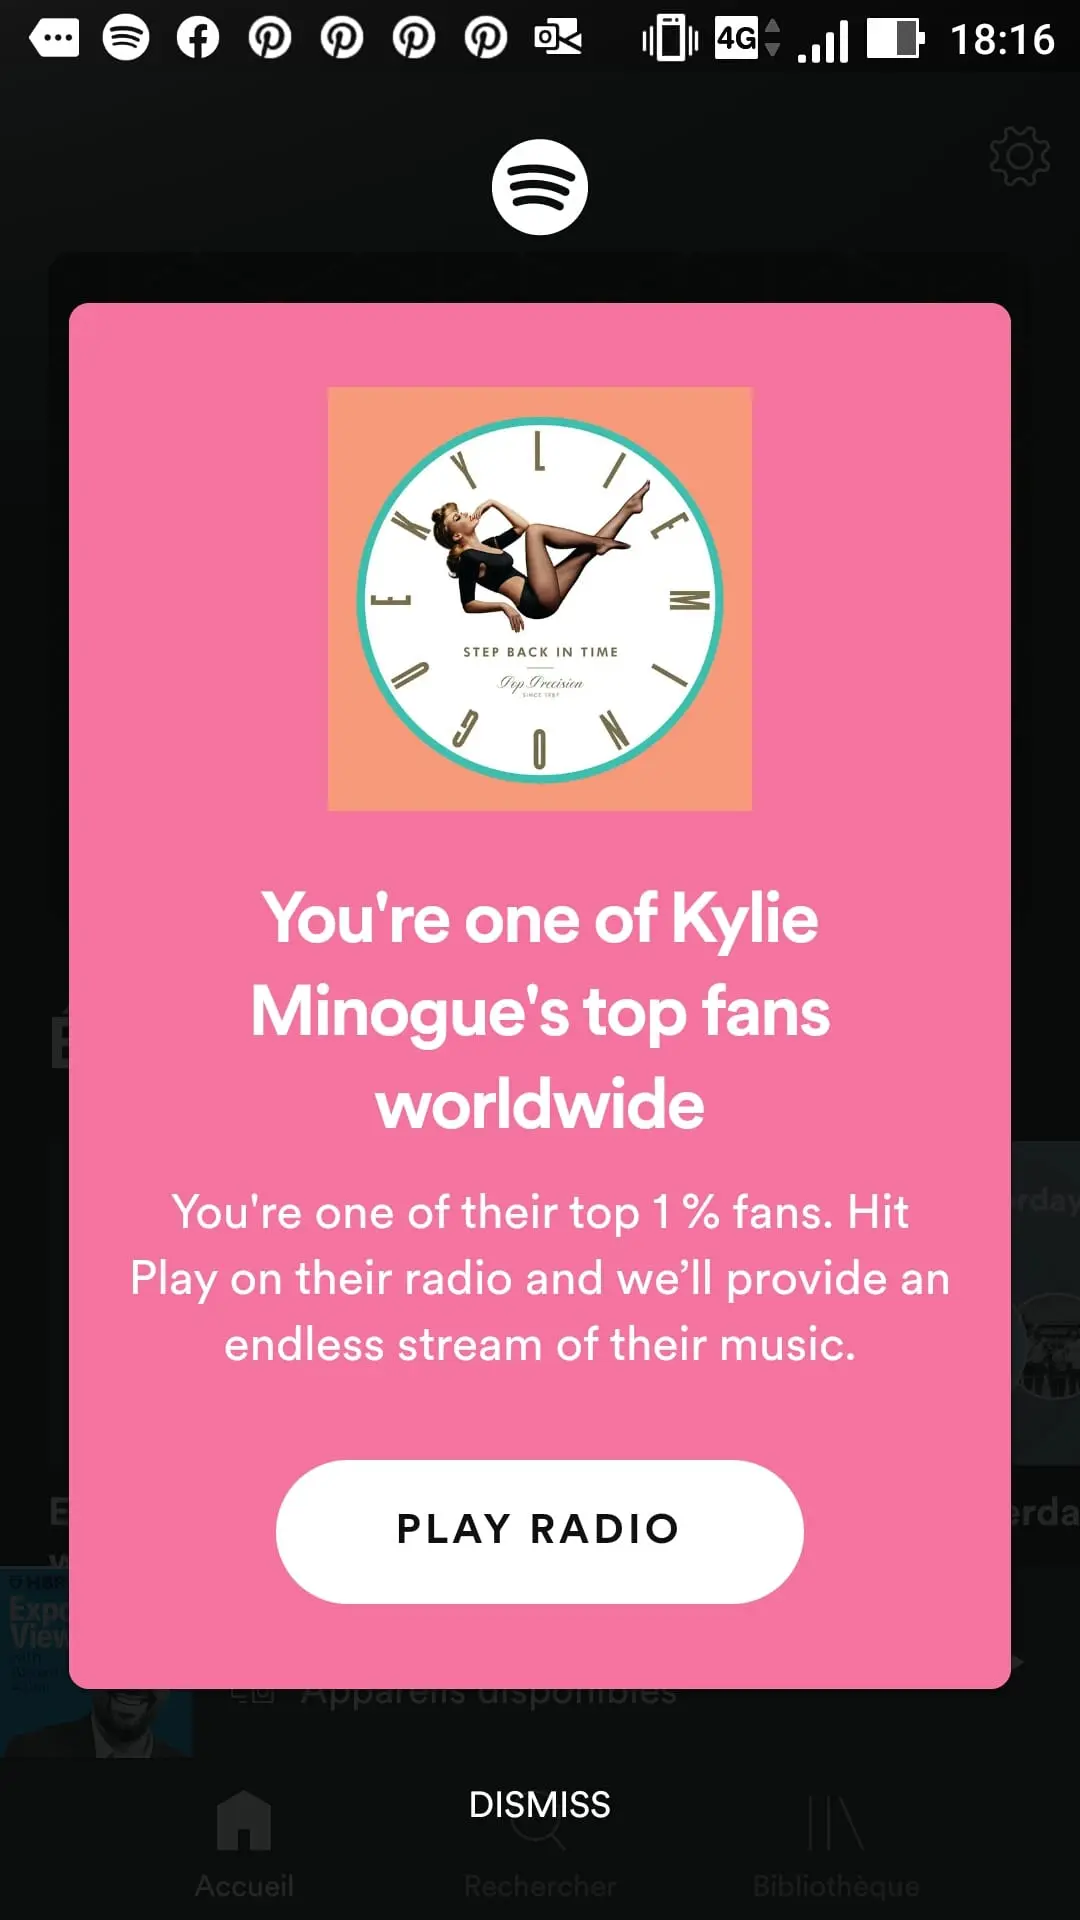 4G 18:16
KYLIE MINOGUE
STEP BACK IN TIME
Pop Precision
SINCE 1987
You're one of Kylie
Minogue's top fans
worldwide
You're one of their top 1 % fans. Hit
Play on their radio and we’ll provide an
endless stream of their music.
PLAY RADIO
Appareils disponibles
DISMISS
Accueil
Rechercher
Bibliothèque